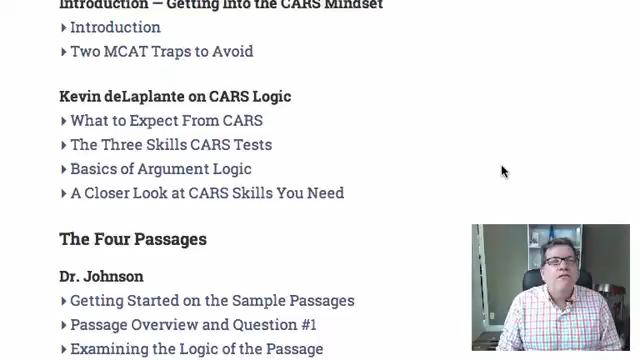 Introduction — Getting Into the CARS Mindset
Introduction
Two MCAT Traps to Avoid
Kevin deLaplante on CARS Logic
What to Expect From CARS
The Three Skills CARS Tests
Basics of Argument Logic
A Closer Look at CARS Skills You Need
The Four Passages
Dr. Johnson
Getting Started on the Sample Passages
Passage Overview and Question #1
Examining the Logic of the Passage